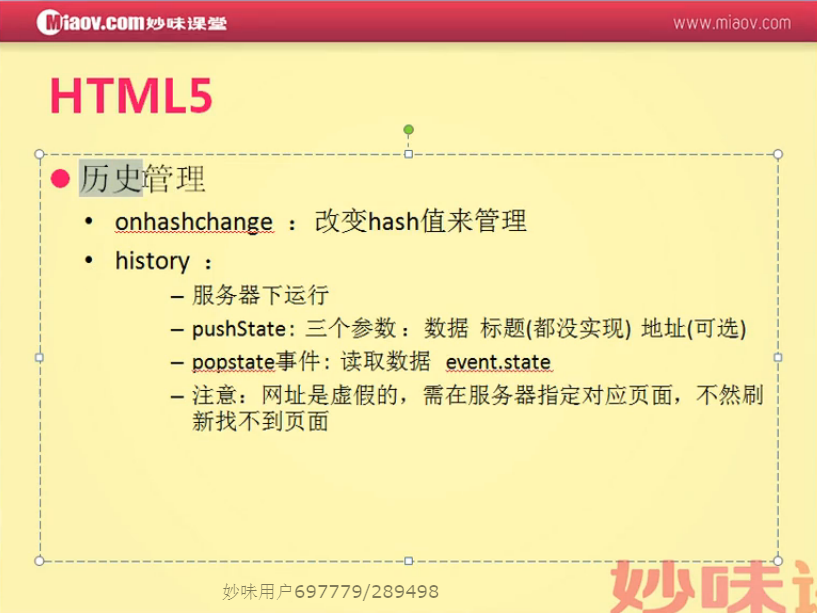 Miaov.com妙味课堂
www.miaov.com
HTML5
历史管理
• onhashchange ：改变hash值来管理
• history ：
– 服务器下运行
– pushState：三个参数：数据 标题(都没实现) 地址(可选)
– popstate事件：读取数据 event.state
– 注意：网址是虚假的，需在服务器指定对应页面，不然刷
新找不到页面
妙味用户697779/289498
妙味